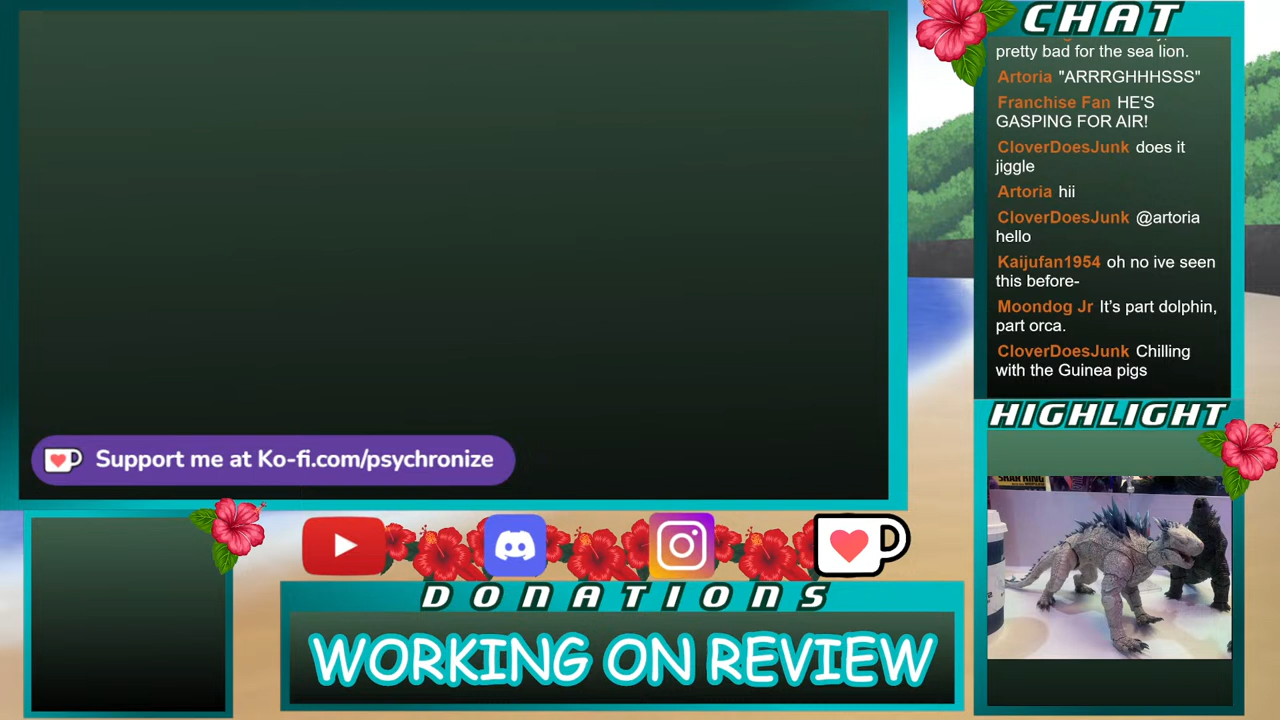 CHAT
pretty bad for the sea lion.
Artoria "ARRRGHHHSSS"
Franchise Fan HE'S
GASPING FOR AIR!
CloverDoesJunk does it
jiggle
Artoria hii
CloverDoesJunk @artoria
hello
Kaijufan1954 oh no ive seen
this before-
Moondog Jr It's part dolphin,
part orca.
CloverDoesJunk Chilling
with the Guinea pigs
HIGHLIGHT
Support me at Ko-fi.com/psychronize
DONATIONS
WORKING ON REVIEW